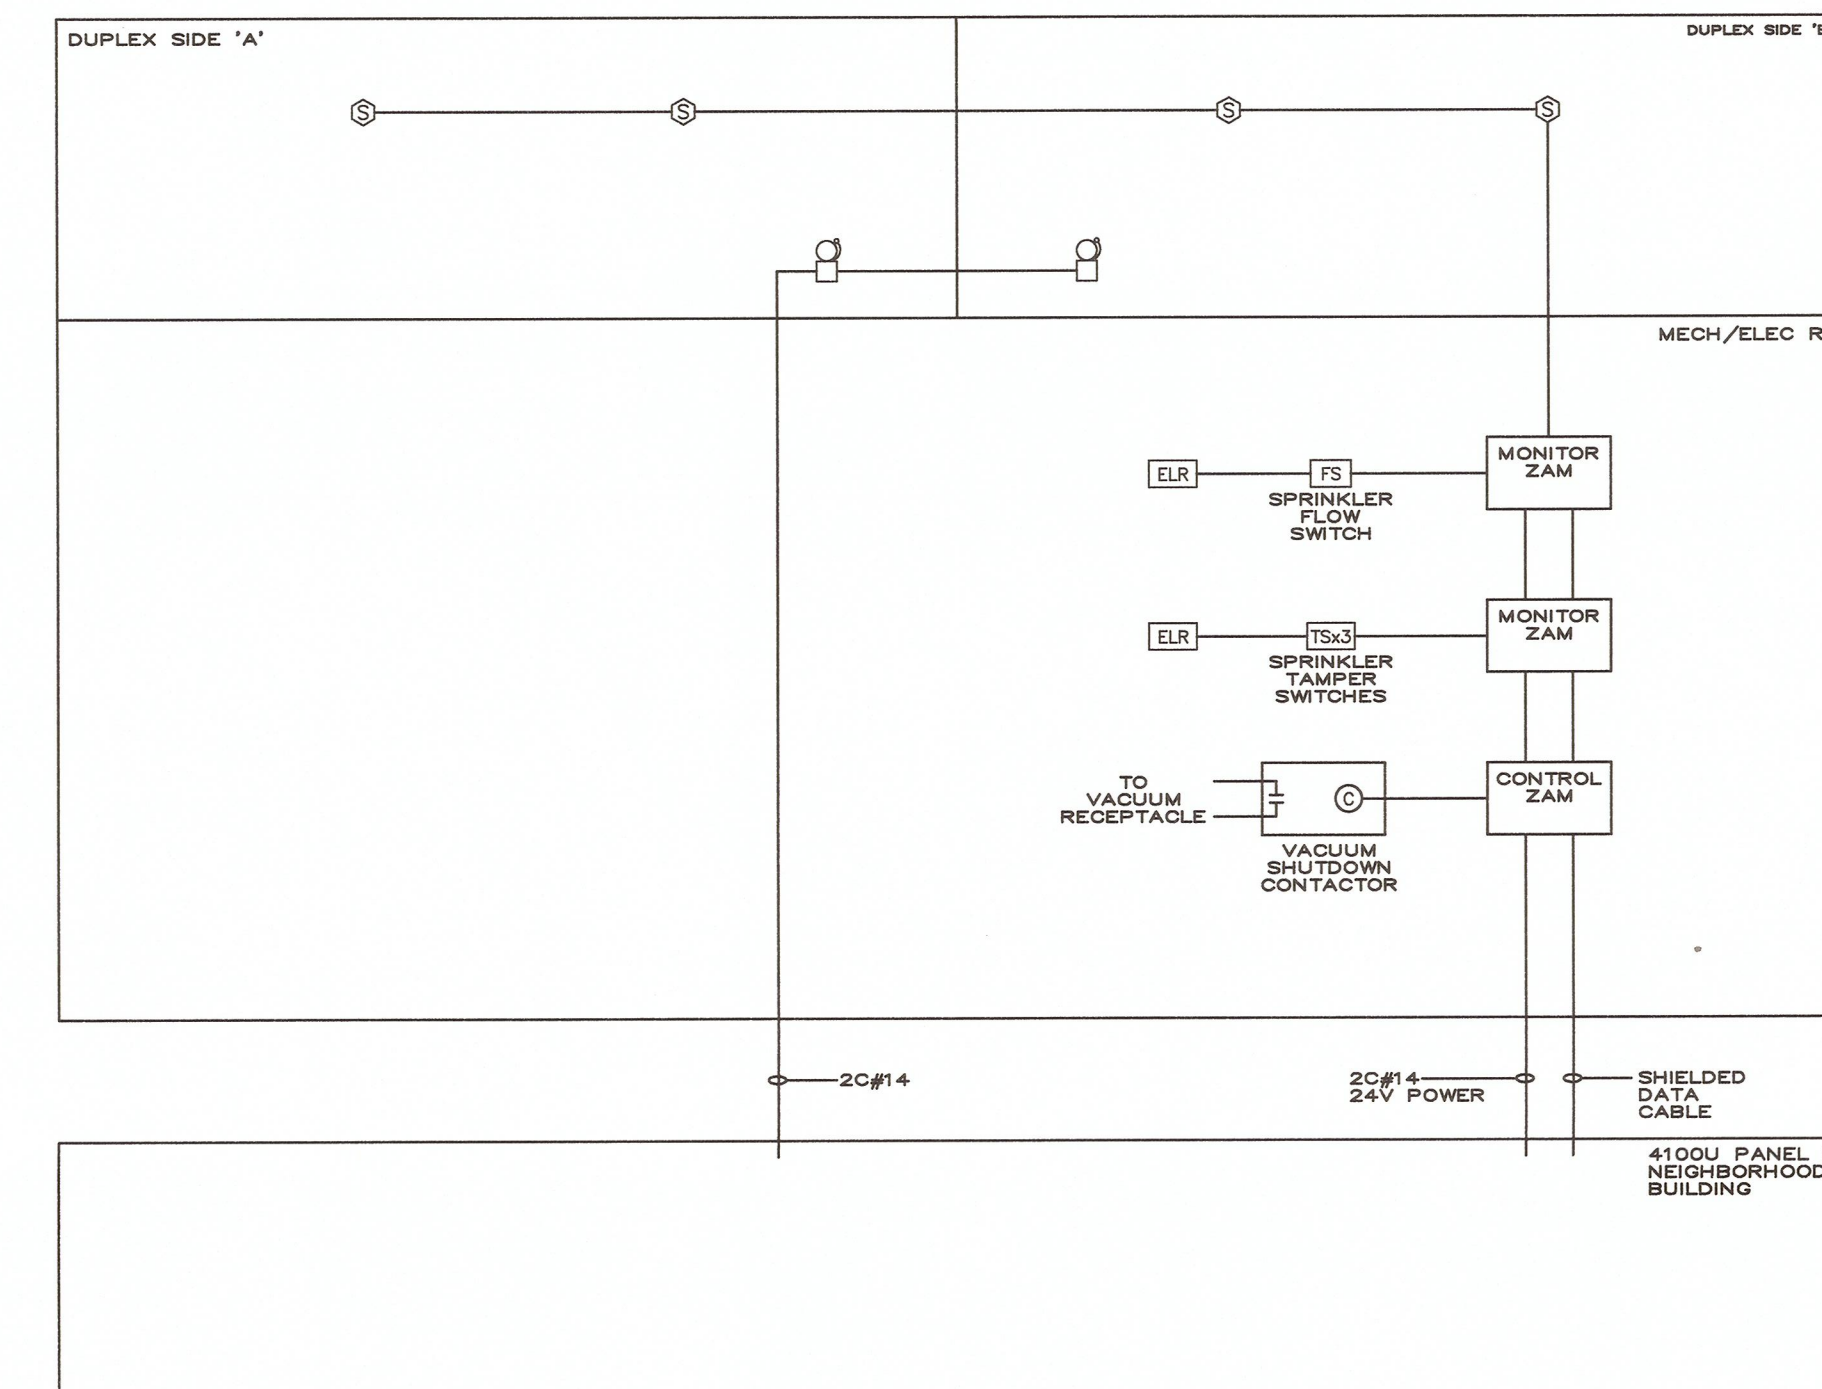 DUPLEX SIDE 'A'
DUPLEX SIDE
S
S
S
S
MECH/ELEC
MONITOR
ZAM
ELR
FS
SPRINKLER
FLOW
SWITCH
MONITOR
ZAM
ELR
TSx3
SPRINKLER
TAMPER
SWITCHES
CONTROL
ZAM
TO
VACUUM
RECEPTACLE
C
VACUUM
SHUTDOWN
CONTACTOR
2C#14
2C#14
24V POWER
SHIELDED
DATA
CABLE
4100U PANEL
NEIGHBORHOOD
BUILDING